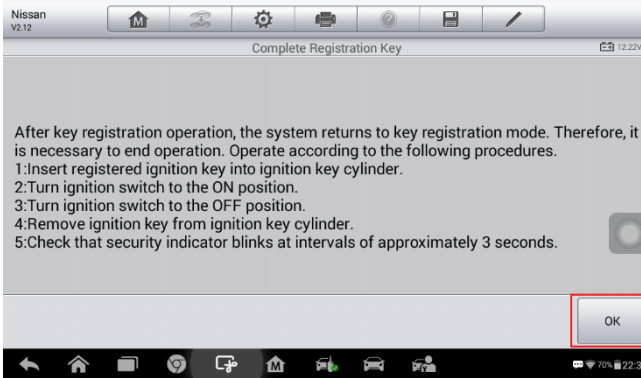 Nissan
V2.12
Complete Registration Key
12.22V
After key registration operation, the system returns to key registration mode. Therefore, it
is necessary to end operation. Operate according to the following procedures.
1:Insert registered ignition key into ignition key cylinder.
2:Turn ignition switch to the ON position.
3:Turn ignition switch to the OFF position.
4:Remove ignition key from ignition key cylinder.
5:Check that security indicator blinks at intervals of approximately 3 seconds.
OK
70% 22:3